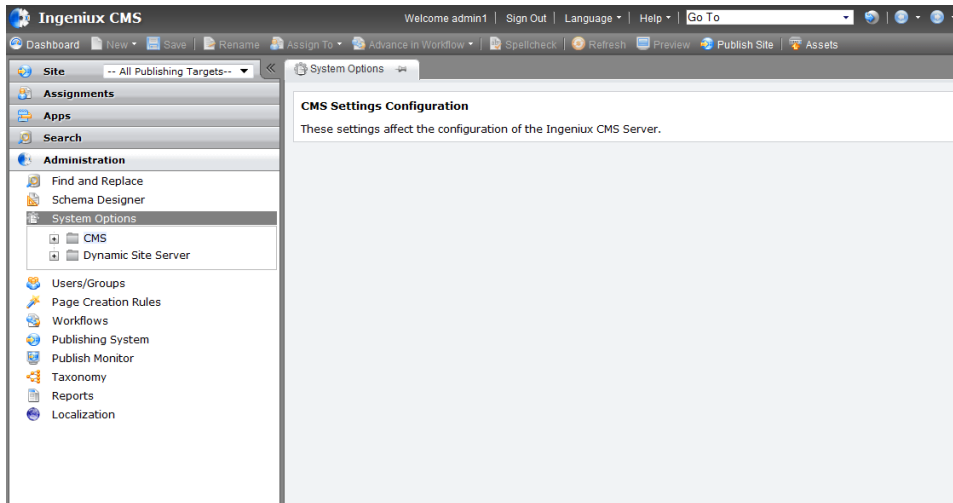 Ingeniux CMS
Welcome admin1 | Sign Out | Language | Help | Go To
Dashboard New Save Rename Assign To Advance in Workflow Spellcheck Refresh Preview Publish Site Assets
Site -- All Publishing Targets--
System Options
Assignments
CMS Settings Configuration
Apps
These settings affect the configuration of the Ingeniux CMS Server.
Search
Administration
Find and Replace
Schema Designer
System Options
CMS
Dynamic Site Server
Users/Groups
Page Creation Rules
Workflows
Publishing System
Publish Monitor
Taxonomy
Reports
Localization